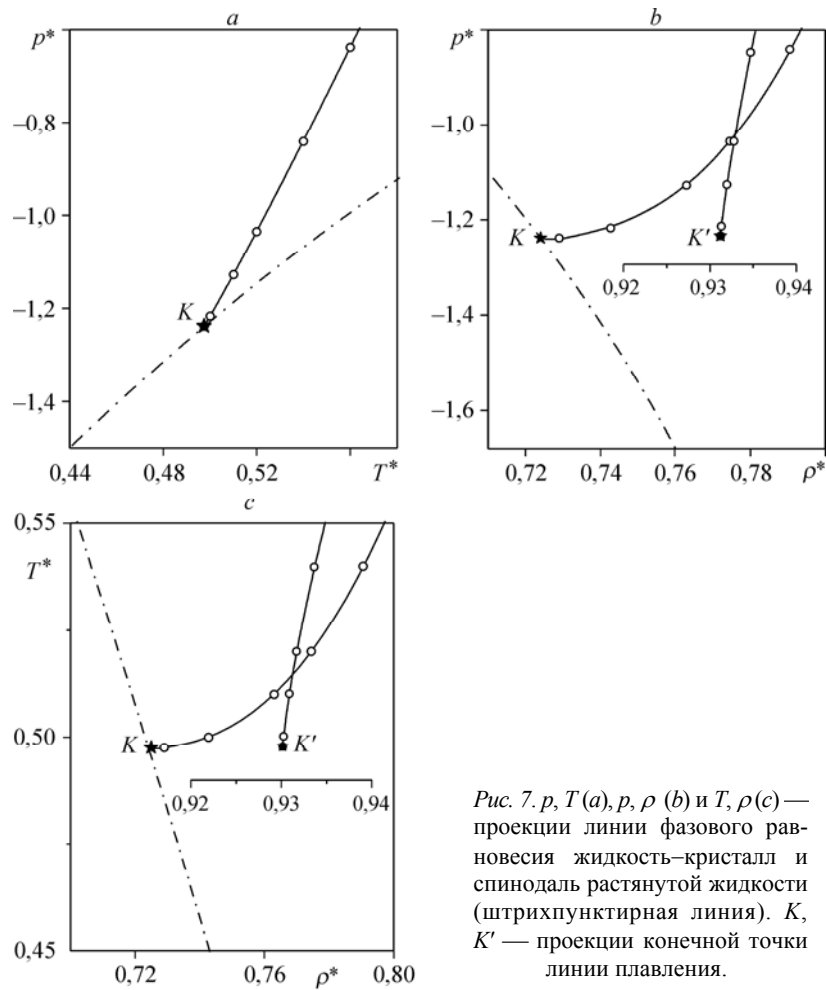 a
p*
–0,8
–1,0
–1,2
–1,4
K
0,44 0,48 0,52 T*
b
p*
–1,0
–1,2
–1,4
–1,6
K K′
0,92 0,93 0,94
0,72 0,74 0,76 0,78 ρ*
c
0,55
T*
0,50
0,45
K K′
0,92 0,93 0,94
0,72 0,76 ρ* 0,80
Рис. 7. p, T (a), p, ρ (b) и T, ρ (c) —
проекции линии фазового рав-
новесия жидкость–кристалл и
спинодаль растянутой жидкости
(штрихпунктирная линия). K,
K′ — проекции конечной точки
линии плавления.